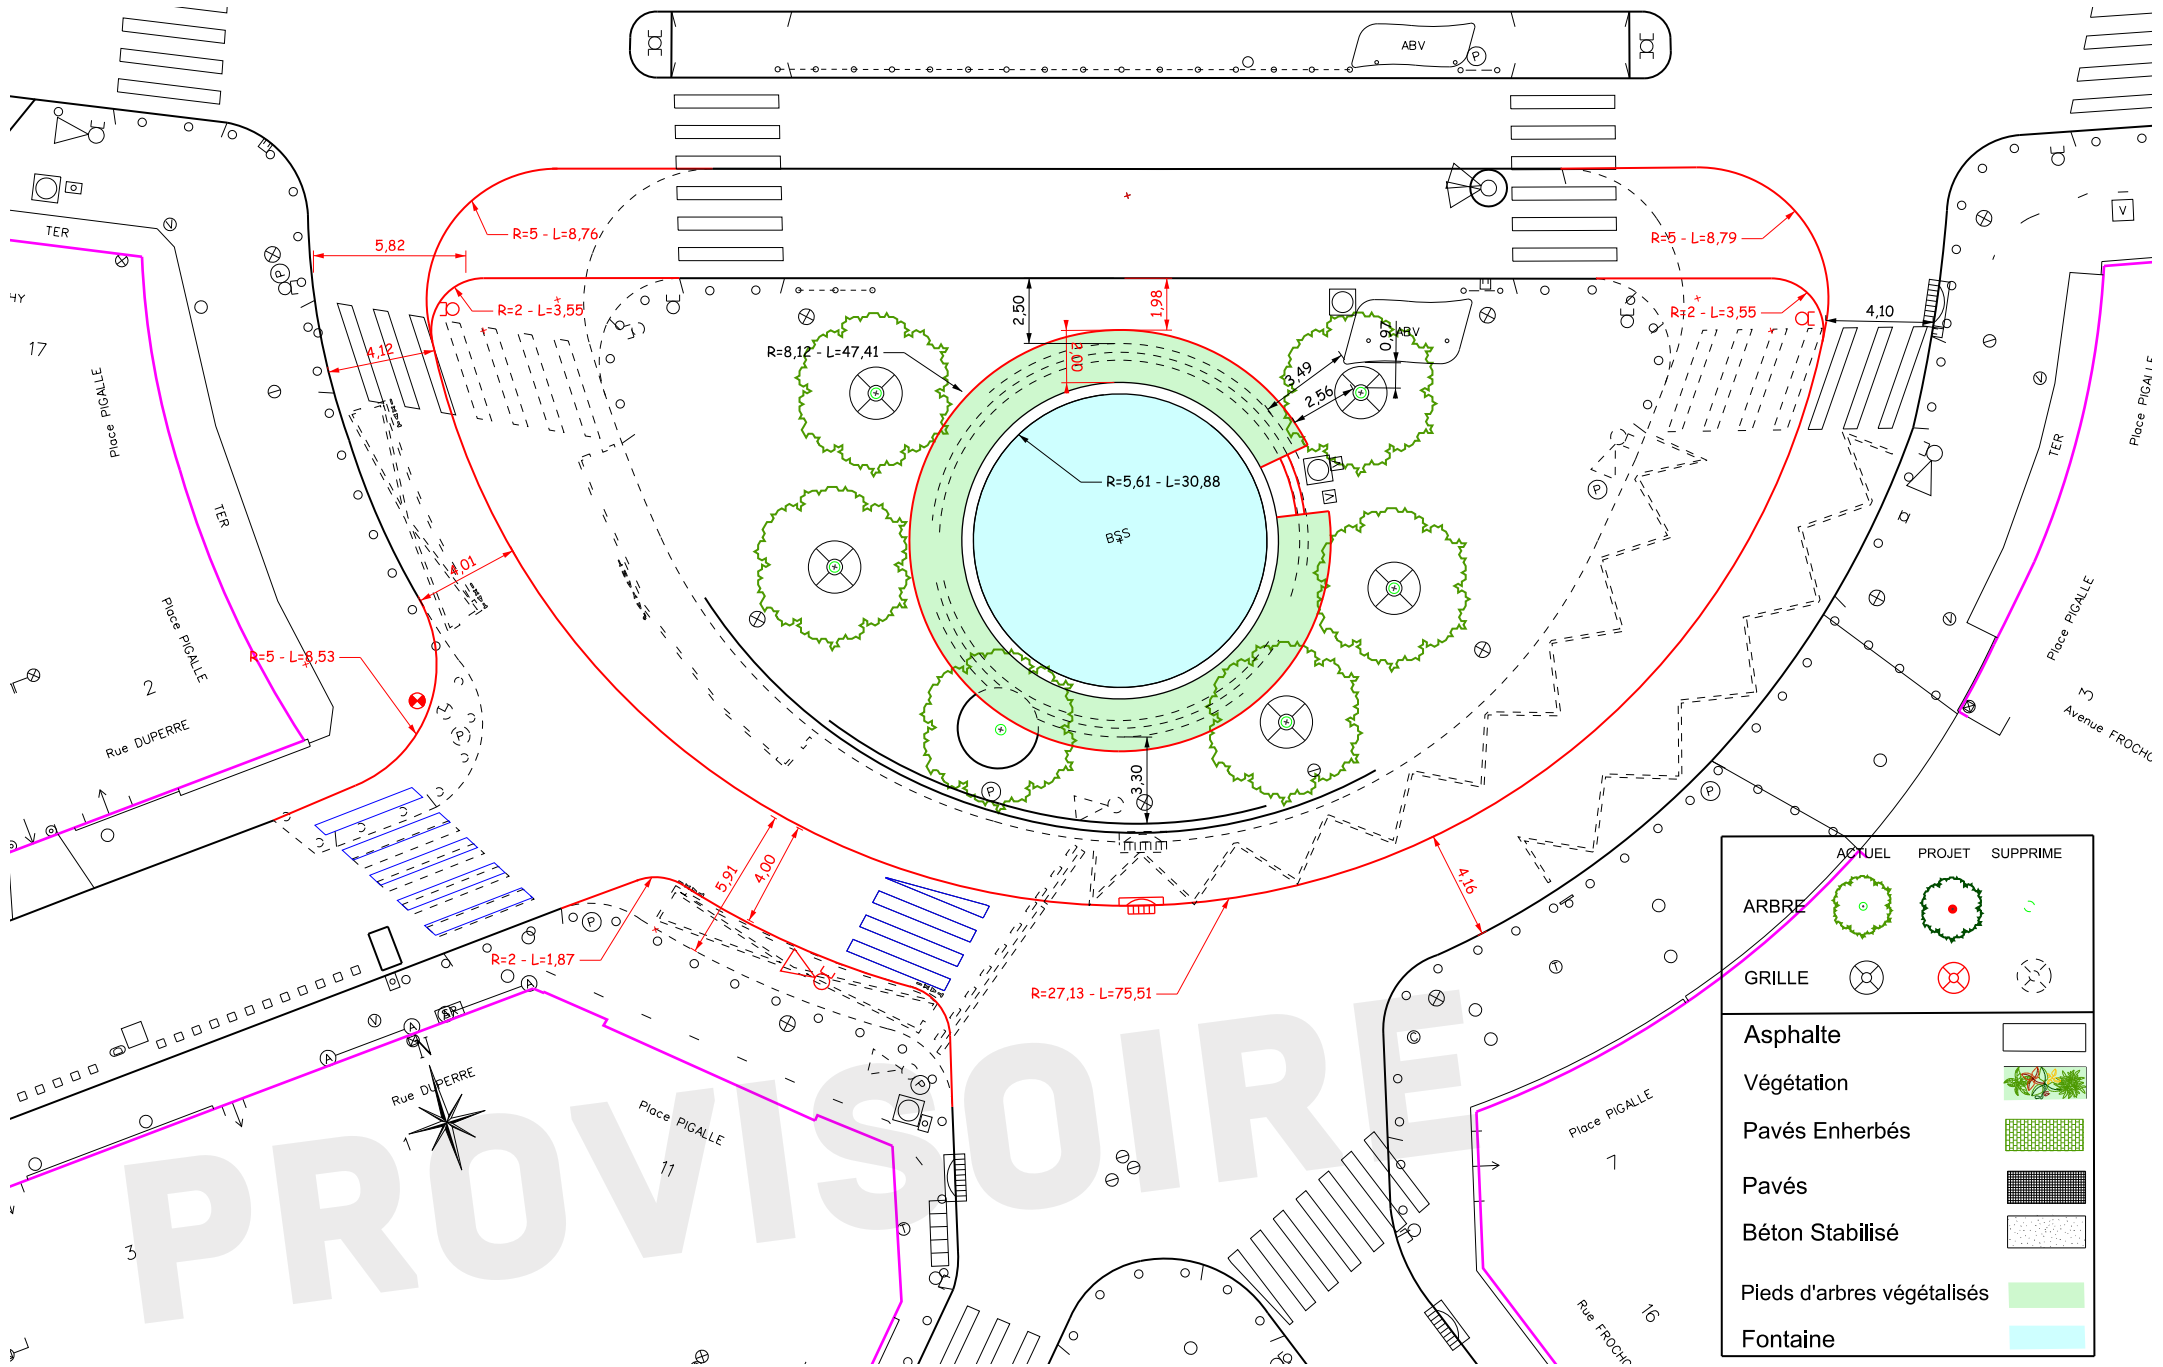 ABV
P
TER
P
V
V
5,82
R=5 - L=8,76
R=5 - L=8,79
R=2 - L=3,55
R=2 - L=3,55
4,10
2,50
1,98
2,00
0,97
ABV
HY
17
4,12
R=8,12 - L=47,41
3,49
2,56
Place PIGALLE
Place PIGALLE
TER
V
P
R=5,61 - L=30,88
TER
BSS
4,01
Place PIGALLE
Place PIGALLE
R=5 - L=8,53
2
3
Avenue FROCHO
Rue DUPERRE
P
3,30
P
P
5,91
4,00
4,16
P
R=2 - L=1,87
R=27,13 - L=75,51
ACTUEL PROJET SUPPRIME
ARBRE
GRILLE
Asphalte
Végétation
Pavés Enherbés
Pavés
Béton Stabilisé
Pieds d'arbres végétalisés
Fontaine
A
V
A
A
N
Rue DUPERRE
1
Place PIGALLE
11
P
Place PIGALLE
7
T
T
C
3
16
Rue FROCHO
PROVISOIRE